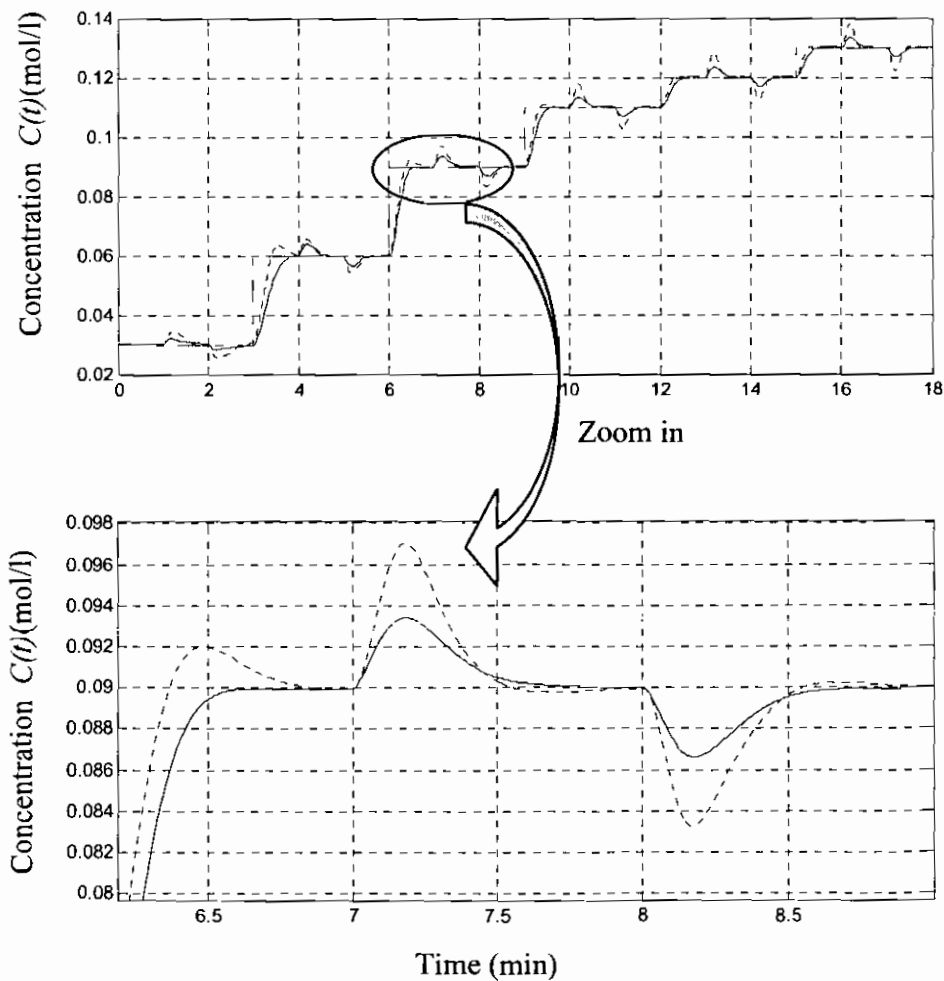 Concentration C(t)(mol/l)
0.14
0.12
0.1
0.08
0.06
0.04
0.02
0 2 4 6 8 10 12 14 16 18
Zoom in
Concentration C(t)(mol/l)
0.098
0.096
0.094
0.092
0.09
0.088
0.086
0.084
0.082
0.08
6.5 7 7.5 8 8.5
Time (min)